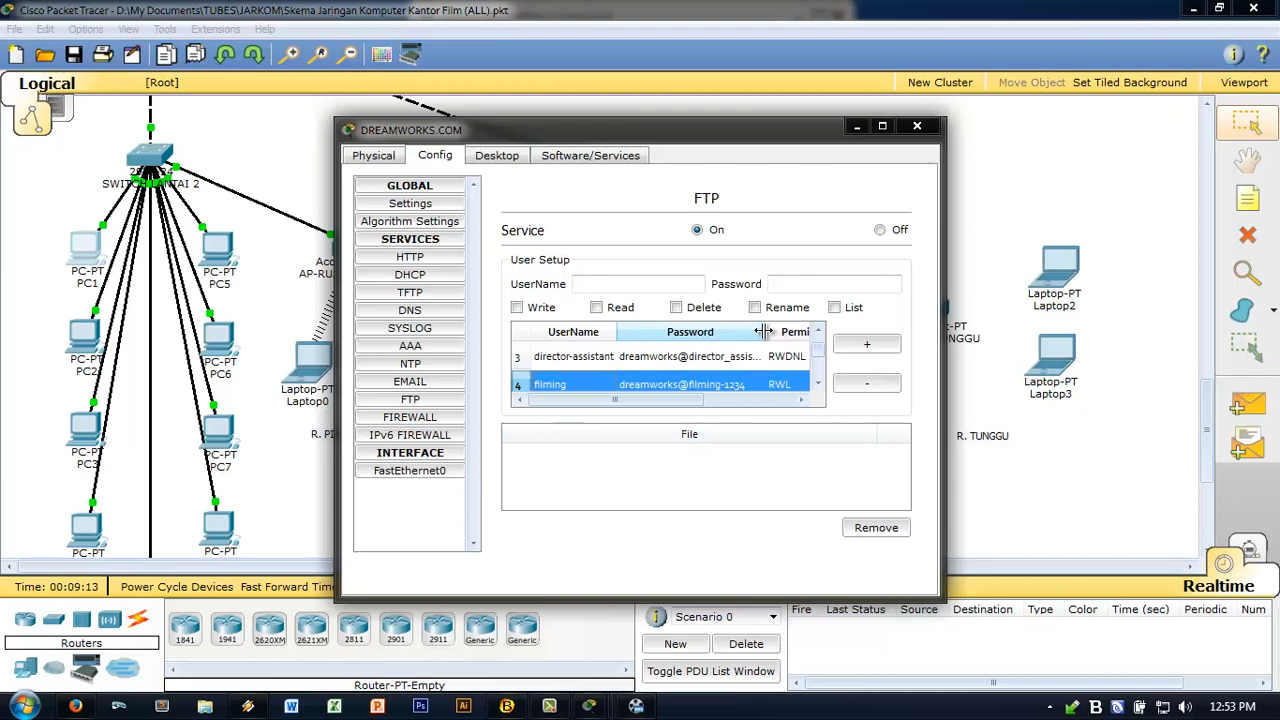 Cisco Packet Tracer - D:\My Documents\TUBES\JARKOM\Skema Jaringan Komputer Kantor Film (ALL).pkt
File Edit Options View Tools Extensions Help
Logical [Root] New Cluster Move Object Set Tiled Background Viewport
SWITCH LANTAI 2
PC-PT
PC1
PC-PT
PC5
PC-PT
PC2
PC-PT
PC6
PC-PT
PC3
PC-PT
PC7
PC-PT
PC-PT
Laptop-PT
Laptop0
Laptop-PT
Laptop2
Laptop-PT
Laptop3
R. TUNGGU
DREAMWORKS.COM
Physical Config Desktop Software/Services
GLOBAL
Settings
Algorithm Settings
SERVICES
HTTP
DHCP
TFTP
DNS
SYSLOG
AAA
NTP
EMAIL
FTP
FIREWALL
IPv6 FIREWALL
INTERFACE
FastEthernet0
FTP
Service On Off
User Setup
UserName Password
Write Read Delete Rename List
UserName Password Permi
3 director-assistant dreamworks@director_assis... RWDNL
4 filming dreamworks@filming-1234 RWL
+
-
File
Remove
Time: 00:09:13 Power Cycle Devices Fast Forward Time
Realtime
Routers
1841 1941 2620XM 2621XM 2811 2901 2911 Generic Generic
Router-PT-Empty
Scenario 0
New Delete
Toggle PDU List Window
Fire Last Status Source Destination Type Color Time (sec) Periodic Num
12:53 PM